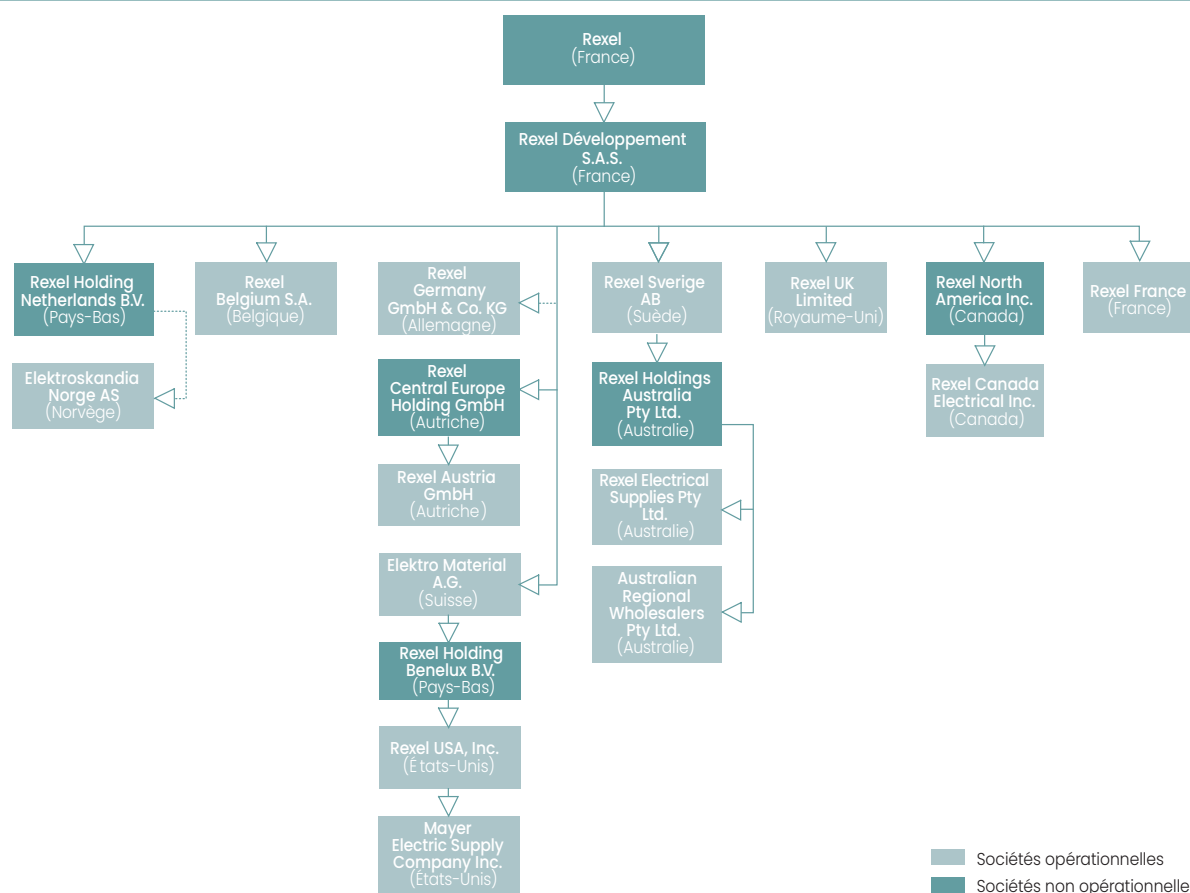 Rexel
(France)
Rexel Développement
S.A.S.
(France)
Rexel Holding
Netherlands B.V.
(Pays-Bas)
Elektroskandia
Norge AS
(Norvège)
Rexel
Belgium S.A.
(Belgique)
Rexel
Germany
GmbH & Co. KG
(Allemagne)
Rexel
Central Europe
Holding GmbH
(Autriche)
Rexel Austria
GmbH
(Autriche)
Elektro Material
A.G.
(Suisse)
Rexel Holding
Benelux B.V.
(Pays-Bas)
Rexel USA, Inc.
(États-Unis)
Mayer
Electric Supply
Company Inc.
(États-Unis)
Rexel Sverige
AB
(Suède)
Rexel Holdings
Australia
Pty Ltd.
(Australie)
Rexel Electrical
Supplies Pty
Ltd.
(Australie)
Australian
Regional
Wholesalers
Pty Ltd.
(Australie)
Rexel UK
Limited
(Royaume-Uni)
Rexel North
America Inc.
(Canada)
Rexel Canada
Electrical Inc.
(Canada)
Rexel France
(France)
Sociétés opérationnelles
Sociétés non opérationnelle